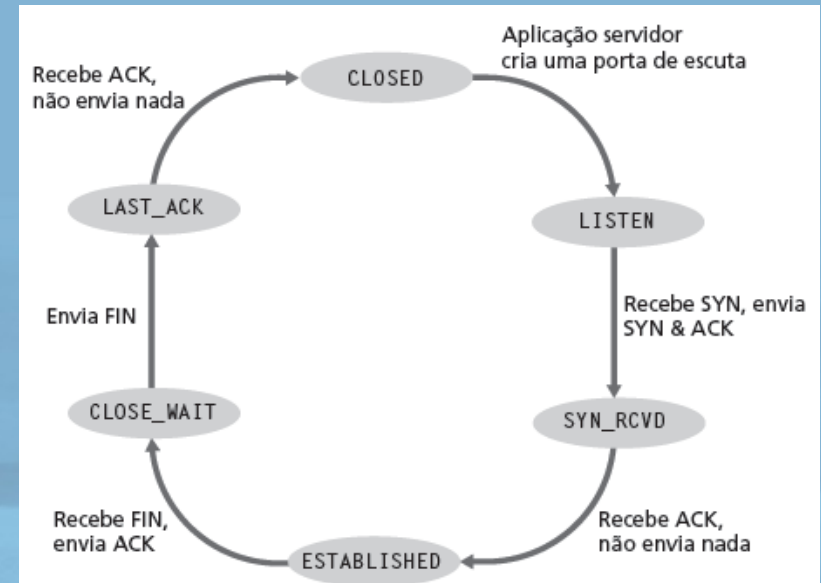 Aplicação servidor
cria uma porta de escuta
CLOSED
Recebe ACK,
não envia nada
LAST_ACK
LISTEN
Envia FIN
Recebe SYN, envia
SYN & ACK
CLOSE_WAIT
SYN_RCVD
Recebe FIN,
envia ACK
Recebe ACK,
não envia nada
ESTABLISHED